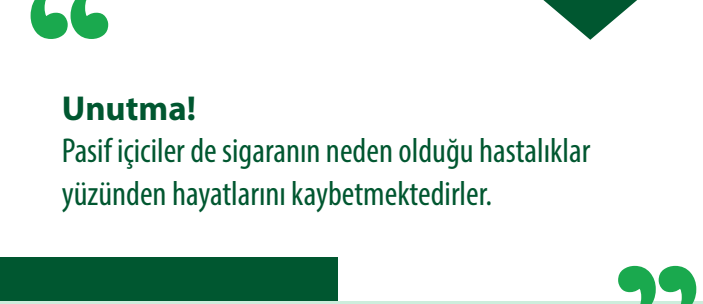 Unutma!
Pasif içiciler de sigaranın neden olduğu hastalıklar
yüzünden hayatlarını kaybetmektedirler.